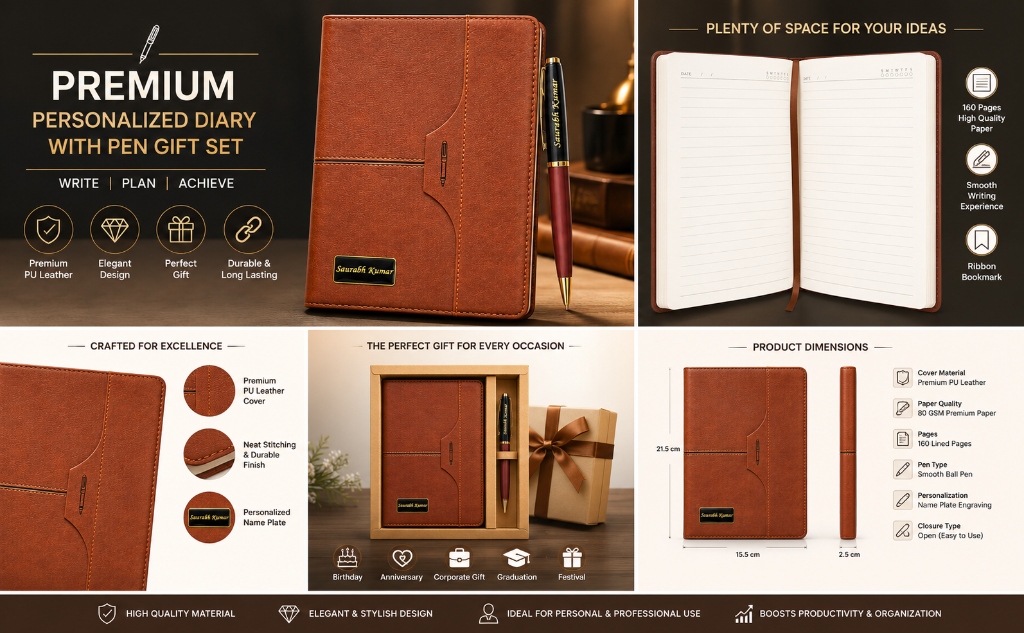 PREMIUM
PERSONALIZED DIARY
WITH PEN GIFT SET
WRITE | PLAN | ACHIEVE
Premium
PU Leather
Elegant
Design
Perfect
Gift
Durable &
Long Lasting
Saurabh Kumar
Saurabh Kumar
PLENTY OF SPACE FOR YOUR IDEAS
DATE / /
S M T W T F S
160 Pages
High Quality
Paper
Smooth
Writing
Experience
Ribbon
Bookmark
CRAFTED FOR EXCELLENCE
Premium
PU Leather
Cover
Neat Stitching
& Durable
Finish
Saurabh Kumar
Personalized
Name Plate
THE PERFECT GIFT FOR EVERY OCCASION
Saurabh Kumar
Saurabh Kumar
Birthday
Anniversary
Corporate Gift
Graduation
Festival
PRODUCT DIMENSIONS
21.5 cm
Saurabh Kumar
15.5 cm
2.5 cm
Cover Material
Premium PU Leather
Paper Quality
80 GSM Premium Paper
Pages
160 Lined Pages
Pen Type
Smooth Ball Pen
Personalization
Name Plate Engraving
Closure Type
Open (Easy to Use)
HIGH QUALITY MATERIAL
ELEGANT & STYLISH DESIGN
IDEAL FOR PERSONAL & PROFESSIONAL USE
BOOSTS PRODUCTIVITY & ORGANIZATION